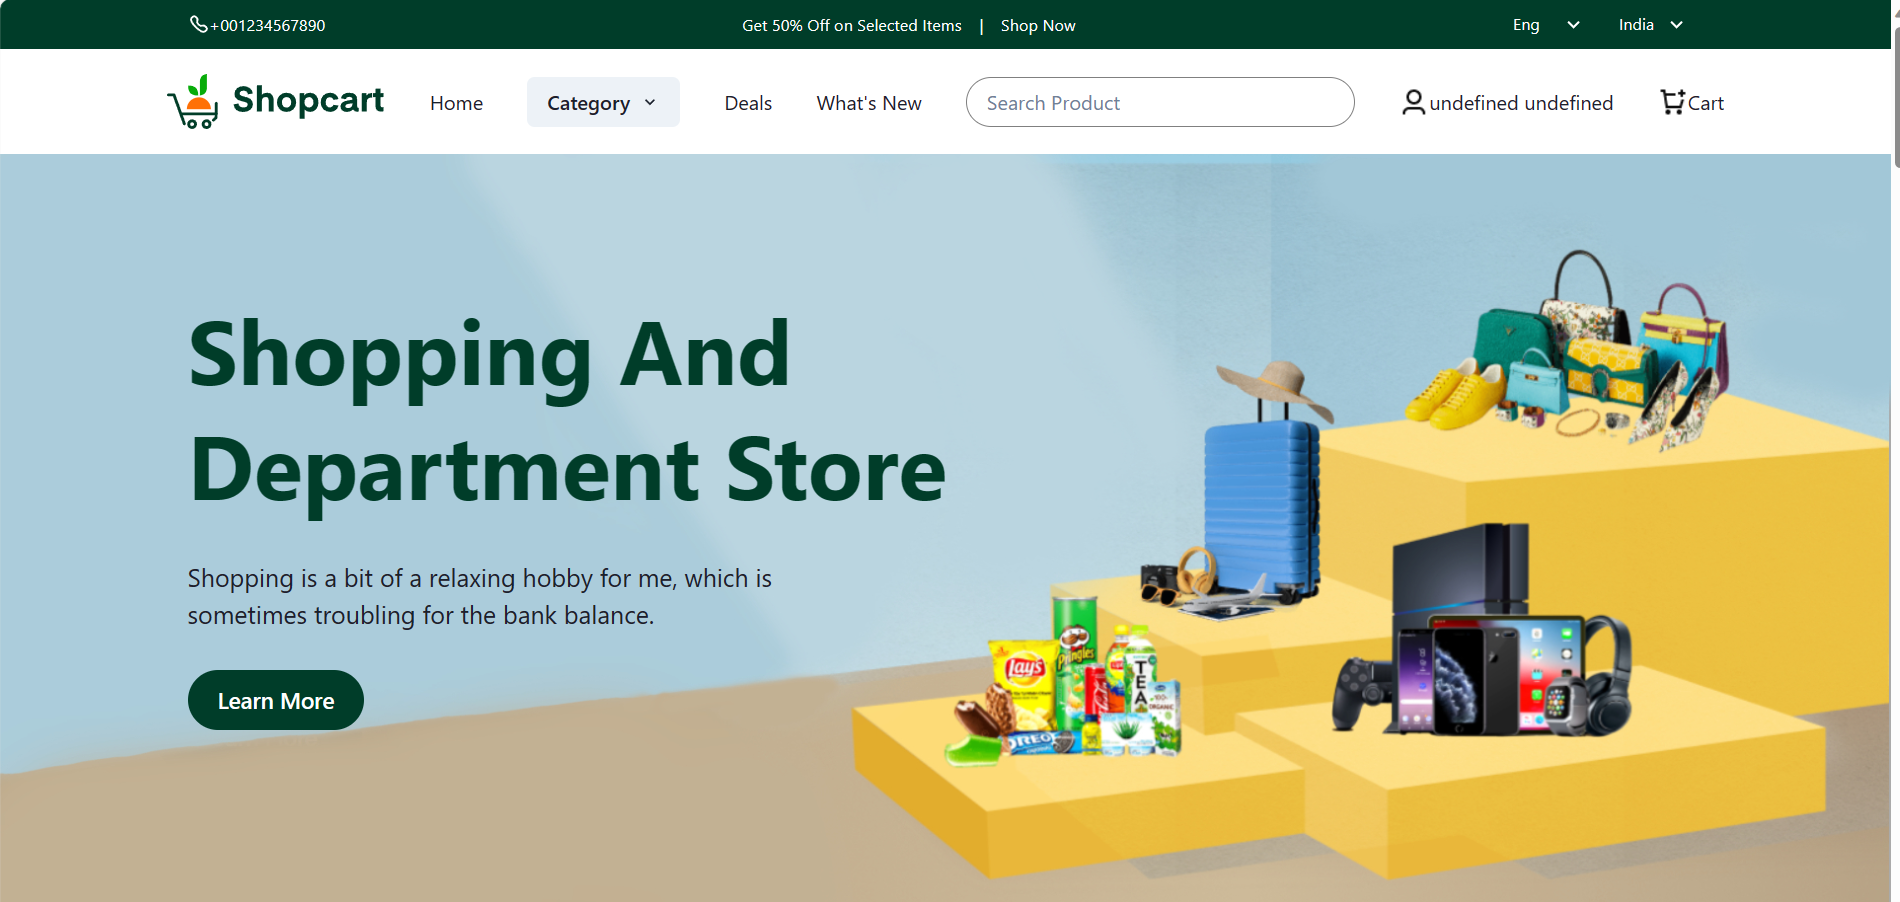 +001234567890
Get 50% Off on Selected Items | Shop Now
Eng
India
Shopcart
Home
Category
Deals
What's New
Search Product
undefined undefined
Cart
Shopping And
Department Store
Shopping is a bit of a relaxing hobby for me, which is
sometimes troubling for the bank balance.
Learn More
Lay's
Pringles
TEA
OREO
100%
ORGANIC